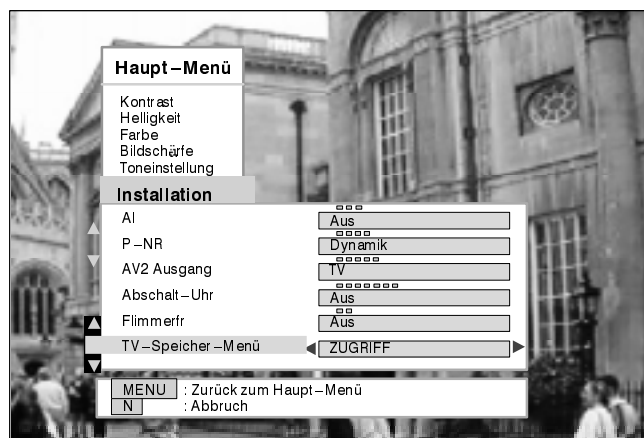 Haupt–Menü
Kontrast
Helligkeit
Farbe
Bildschärfe
Toneinstellung
Installation
AI Aus
P–NR Dynamik
AV2 Ausgang TV
Abschalt–Uhr Aus
Flimmerfr Aus
TV–Speicher–Menü ZUGRIFF
MENU : Zurück zum Haupt–Menü
N : Abbruch